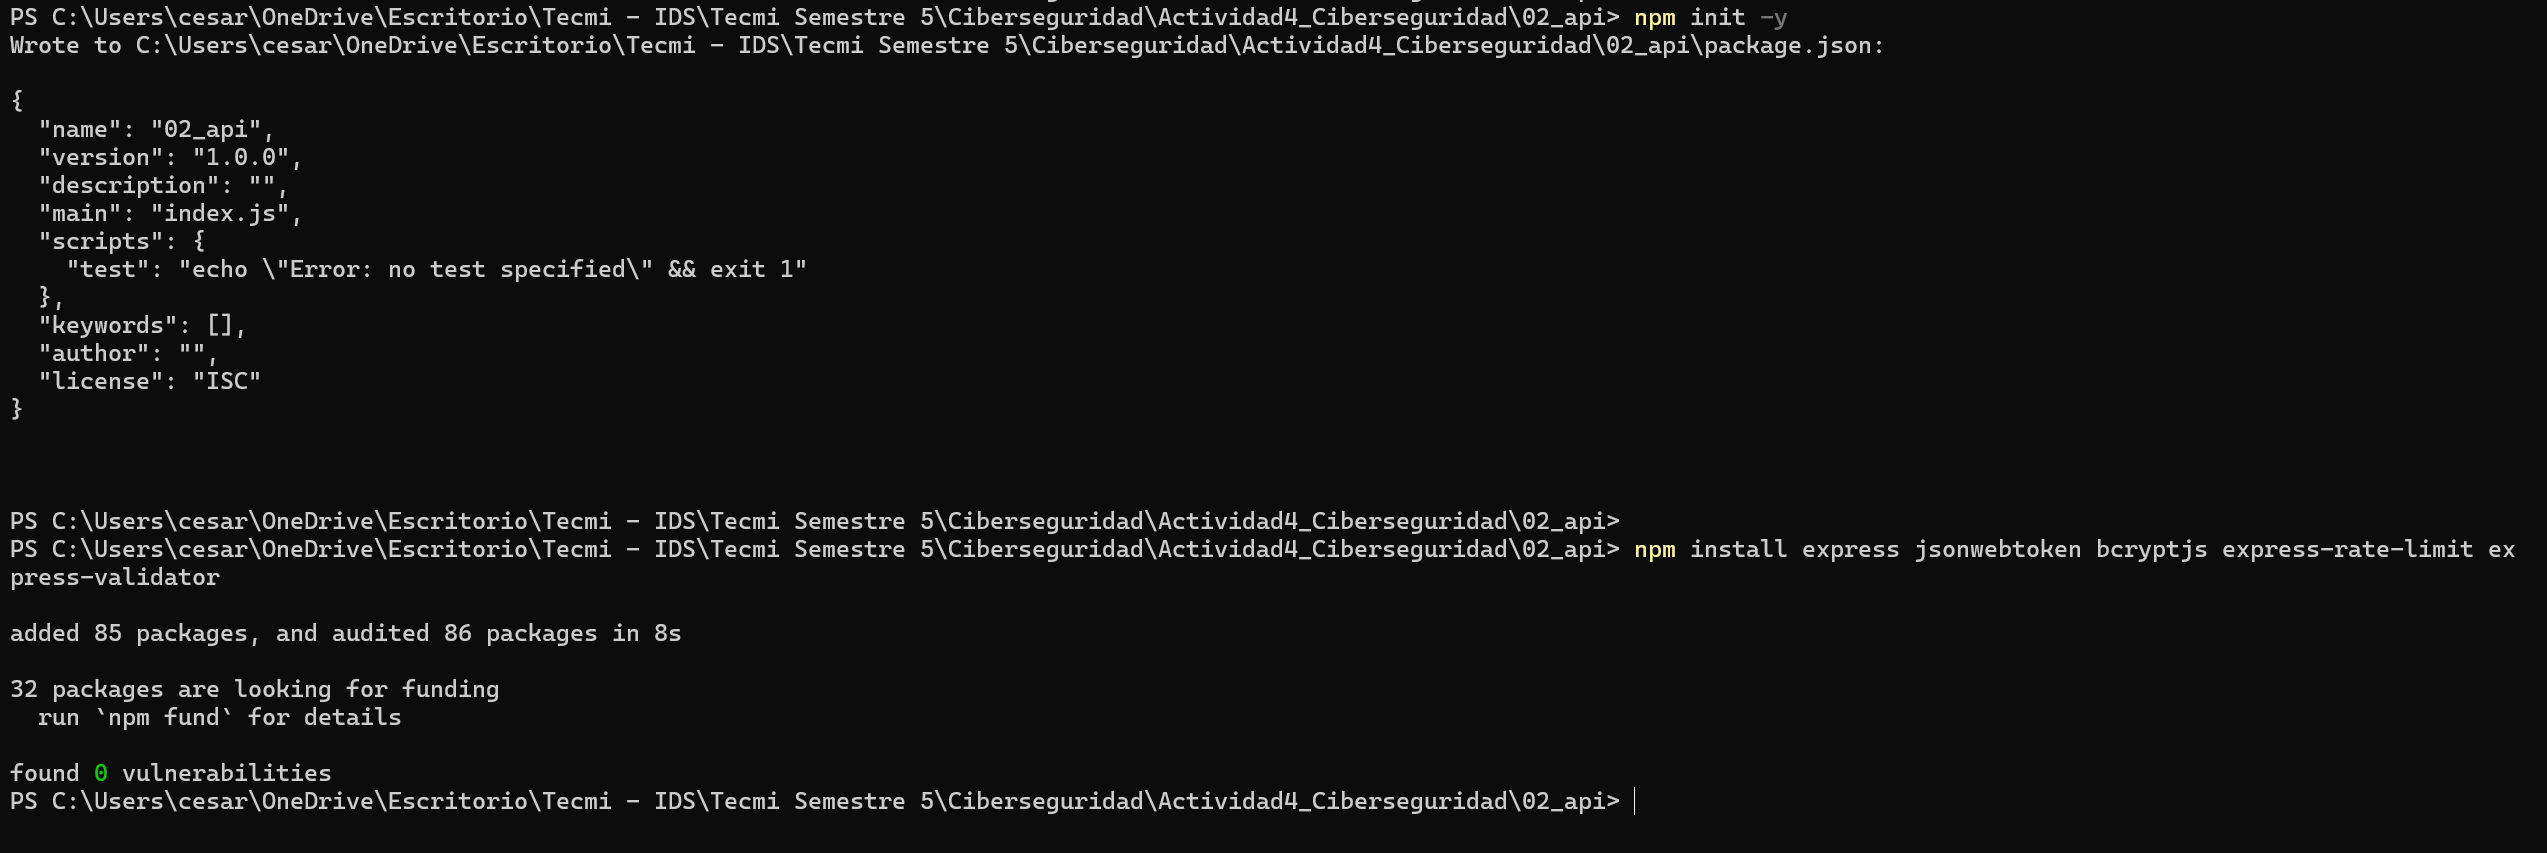 PS C:\Users\cesar\OneDrive\Escritorio\Tecmi - IDS\Tecmi Semestre 5\Ciberseguridad\Actividad4_Ciberseguridad\02_api> npm init -y
Wrote to C:\Users\cesar\OneDrive\Escritorio\Tecmi - IDS\Tecmi Semestre 5\Ciberseguridad\Actividad4_Ciberseguridad\02_api\package.json:
{
  "name": "02_api",
  "version": "1.0.0",
  "description": "",
  "main": "index.js",
  "scripts": {
    "test": "echo \"Error: no test specified\" && exit 1"
  },
  "keywords": [],
  "author": "",
  "license": "ISC"
}
PS C:\Users\cesar\OneDrive\Escritorio\Tecmi - IDS\Tecmi Semestre 5\Ciberseguridad\Actividad4_Ciberseguridad\02_api>
PS C:\Users\cesar\OneDrive\Escritorio\Tecmi - IDS\Tecmi Semestre 5\Ciberseguridad\Actividad4_Ciberseguridad\02_api> npm install express jsonwebtoken bcryptjs express-rate-limit ex
press-validator
added 85 packages, and audited 86 packages in 8s
32 packages are looking for funding
  run `npm fund` for details
found 0 vulnerabilities
PS C:\Users\cesar\OneDrive\Escritorio\Tecmi - IDS\Tecmi Semestre 5\Ciberseguridad\Actividad4_Ciberseguridad\02_api>